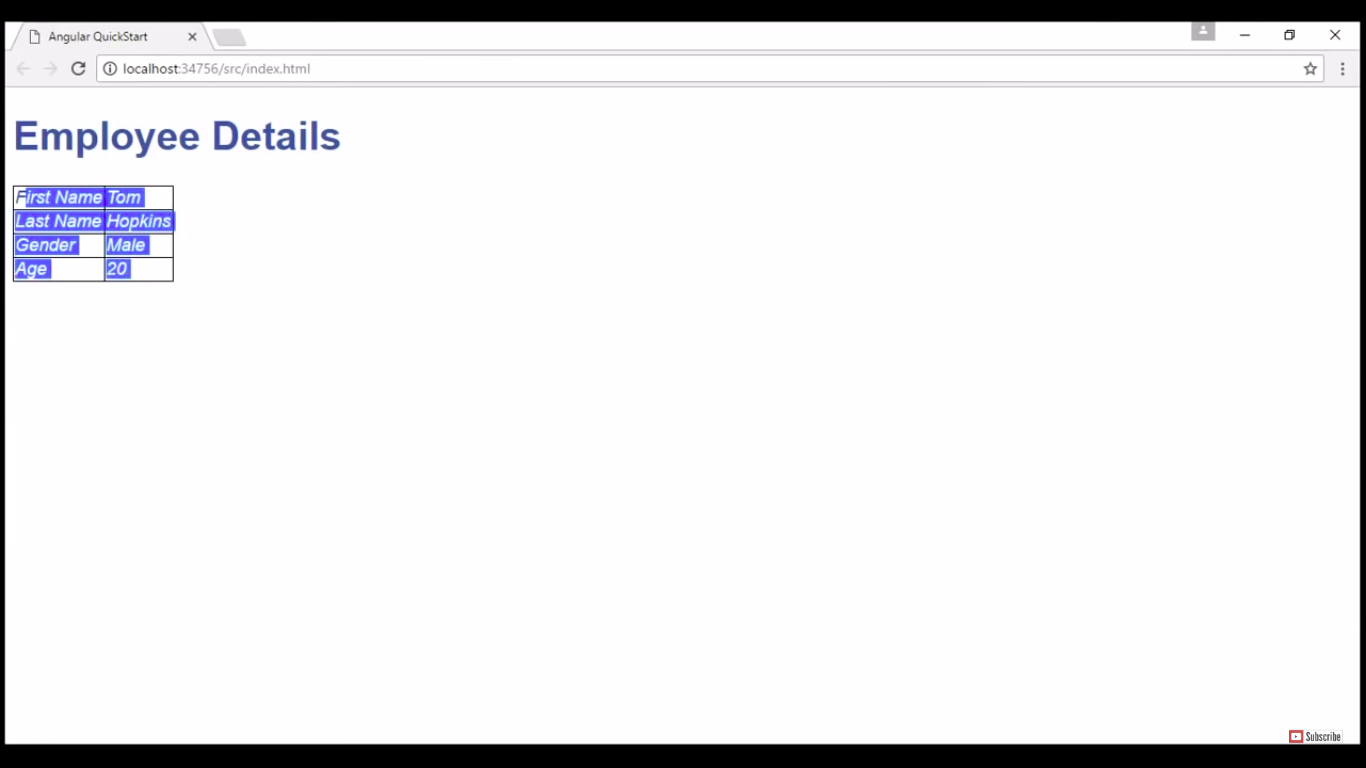 Angular QuickStart
localhost:34756/src/index.html
Employee Details
First Name Tom
Last Name Hopkins
Gender Male
Age 20
Subscribe